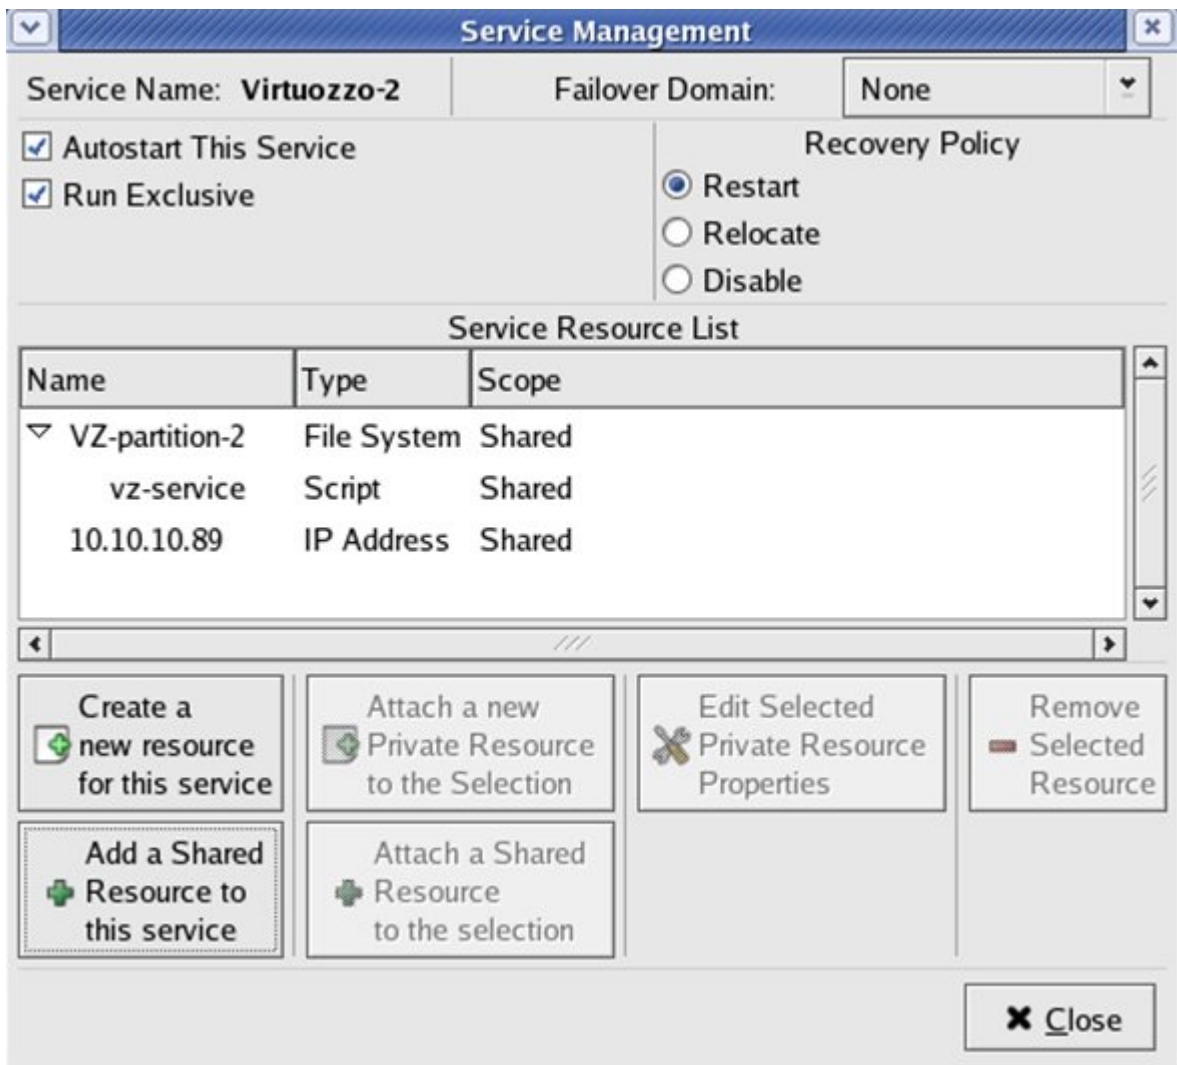 Service Management
Service Name: Virtuozzo-2 Failover Domain: None
Autostart This Service
Run Exclusive
Recovery Policy
Restart
Relocate
Disable
Service Resource List
Name Type Scope
VZ-partition-2 File System Shared
vz-service Script Shared
10.10.10.89 IP Address Shared
Create a
new resource
for this service
Attach a new
Private Resource
to the Selection
Edit Selected
Private Resource
Properties
Remove
Selected
Resource
Add a Shared
Resource to
this service
Attach a Shared
Resource
to the selection
Close